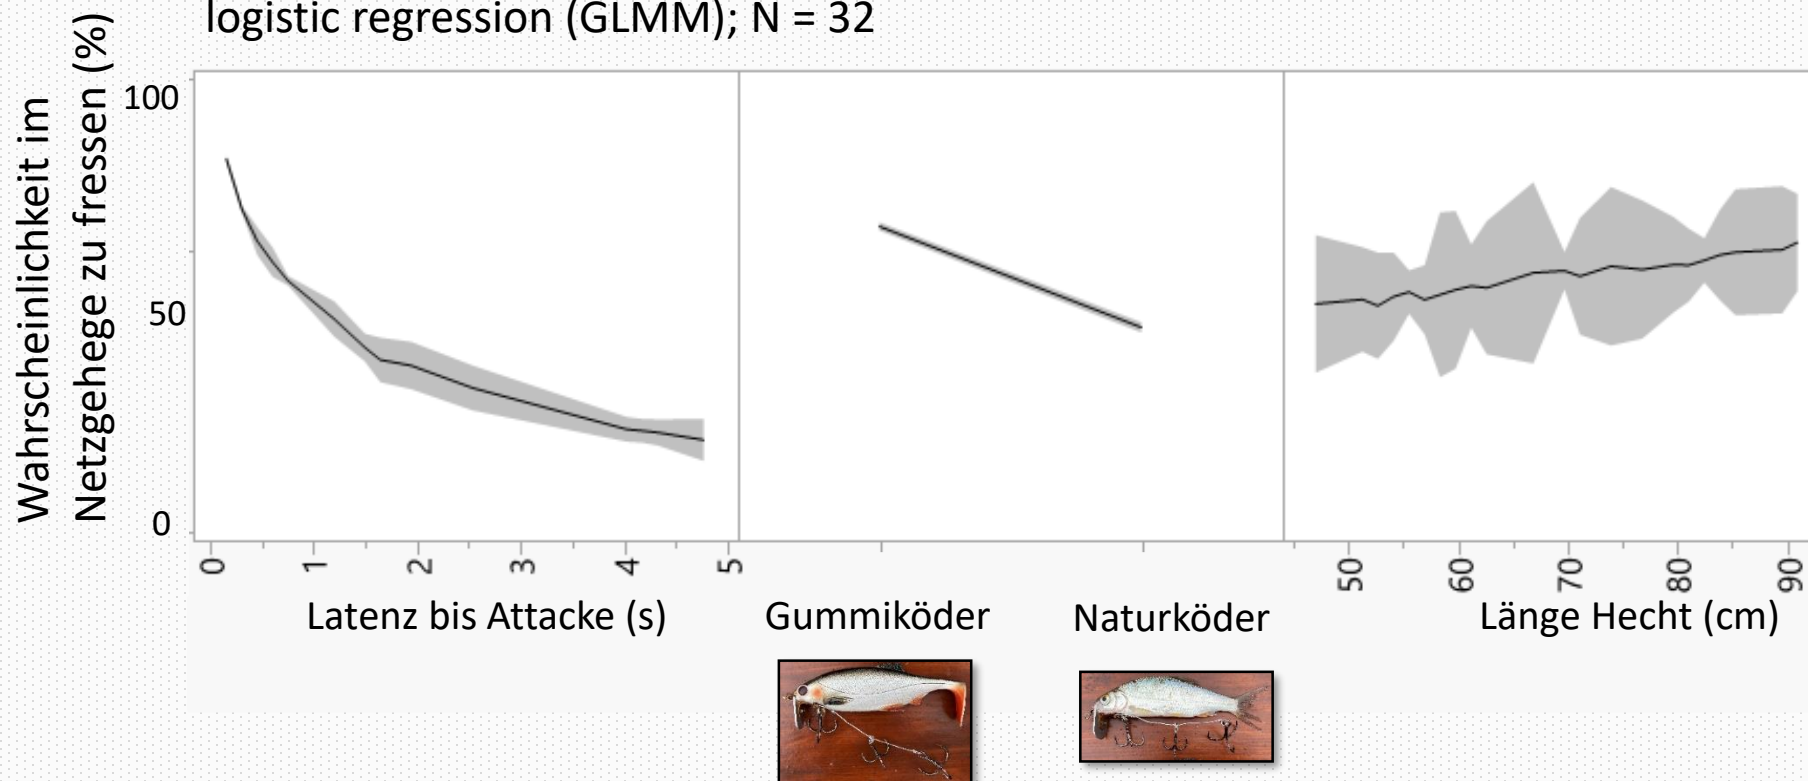 logistic regression (GLMM); N = 32
Wahrscheinlichkeit im
Netzgehege zu fressen (%)
100
50
0
0 1 2 3 4 5
50 60 70 80 90
Latenz bis Attacke (s)
Gummiköder
Naturköder
Länge Hecht (cm)